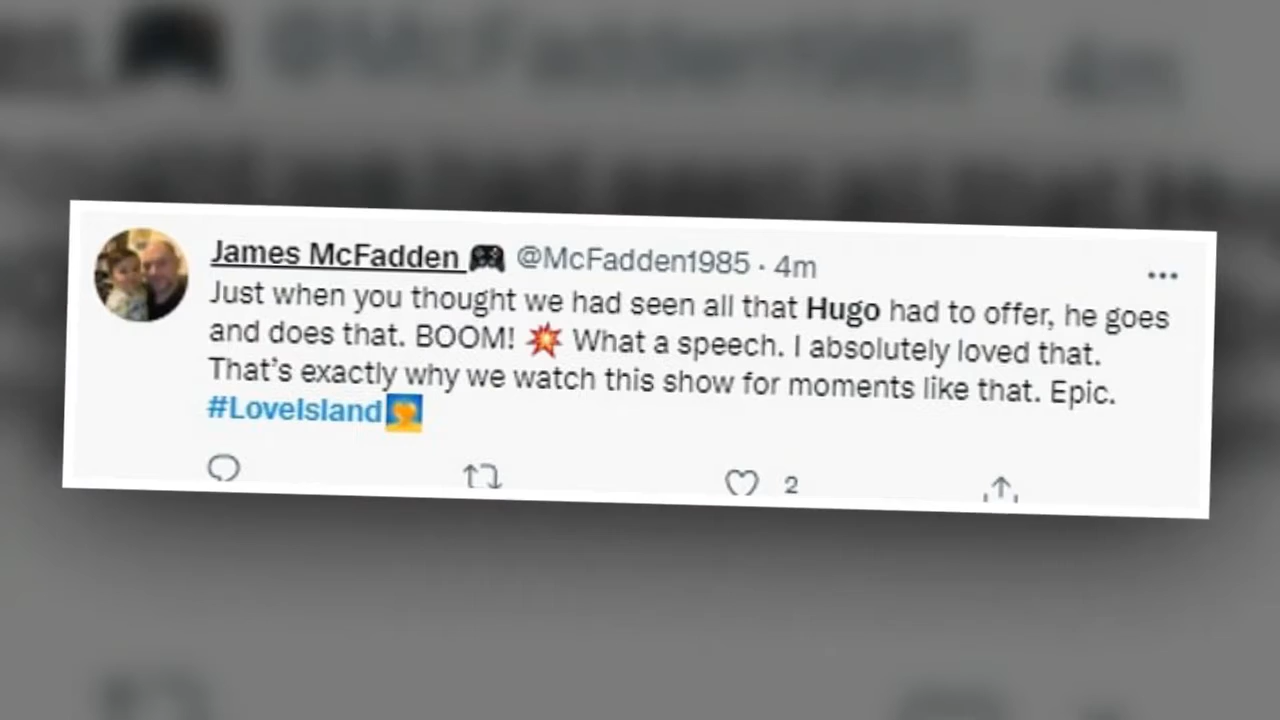 James McFadden 🎮 @McFadden1985 · 4m
Just when you thought we had seen all that Hugo had to offer, he goes
and does that. BOOM! 💥 What a speech. I absolutely loved that.
That's exactly why we watch this show for moments like that. Epic.
#LoveIsland
2